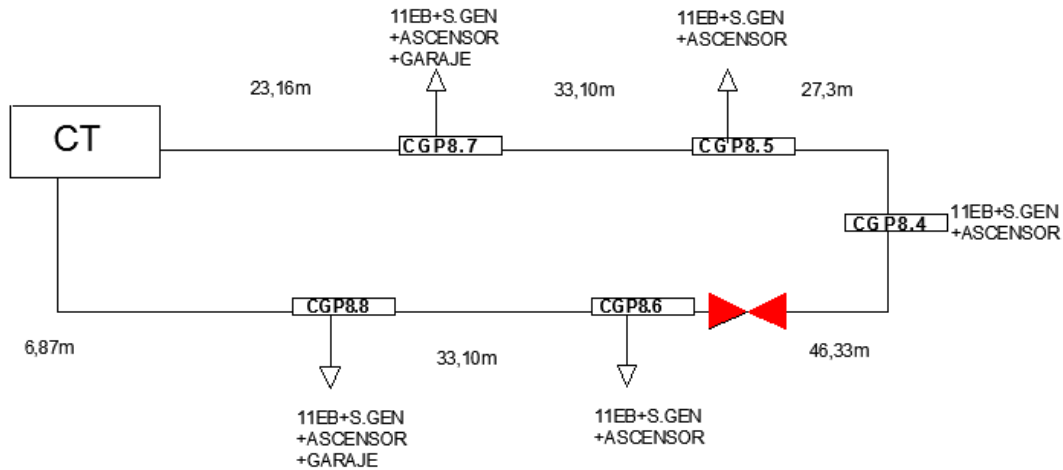 11EB+S.GEN
+ASCENSOR
+GARAJE
11EB+S.GEN
+ASCENSOR
23,16m
33,10m
27,3m
CT
CGP8.7
CGP8.5
11EB+S.GEN
+ASCENSOR
CGP8.4
CGP8.8
CGP8.6
6,87m
33,10m
46,33m
11EB+S.GEN
+ASCENSOR
+GARAJE
11EB+S.GEN
+ASCENSOR